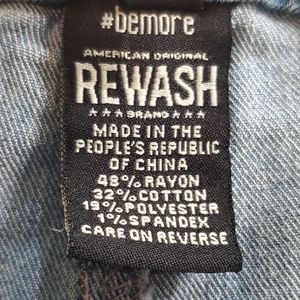 #bemore
AMERICAN ORIGINAL
REWASH
★★★ BRAND ★★★
MADE IN THE
PEOPLE'S REPUBLIC
OF CHINA
48% RAYON
32% COTTON
19% POLYESTER
1% SPANDEX
CARE ON REVERSE